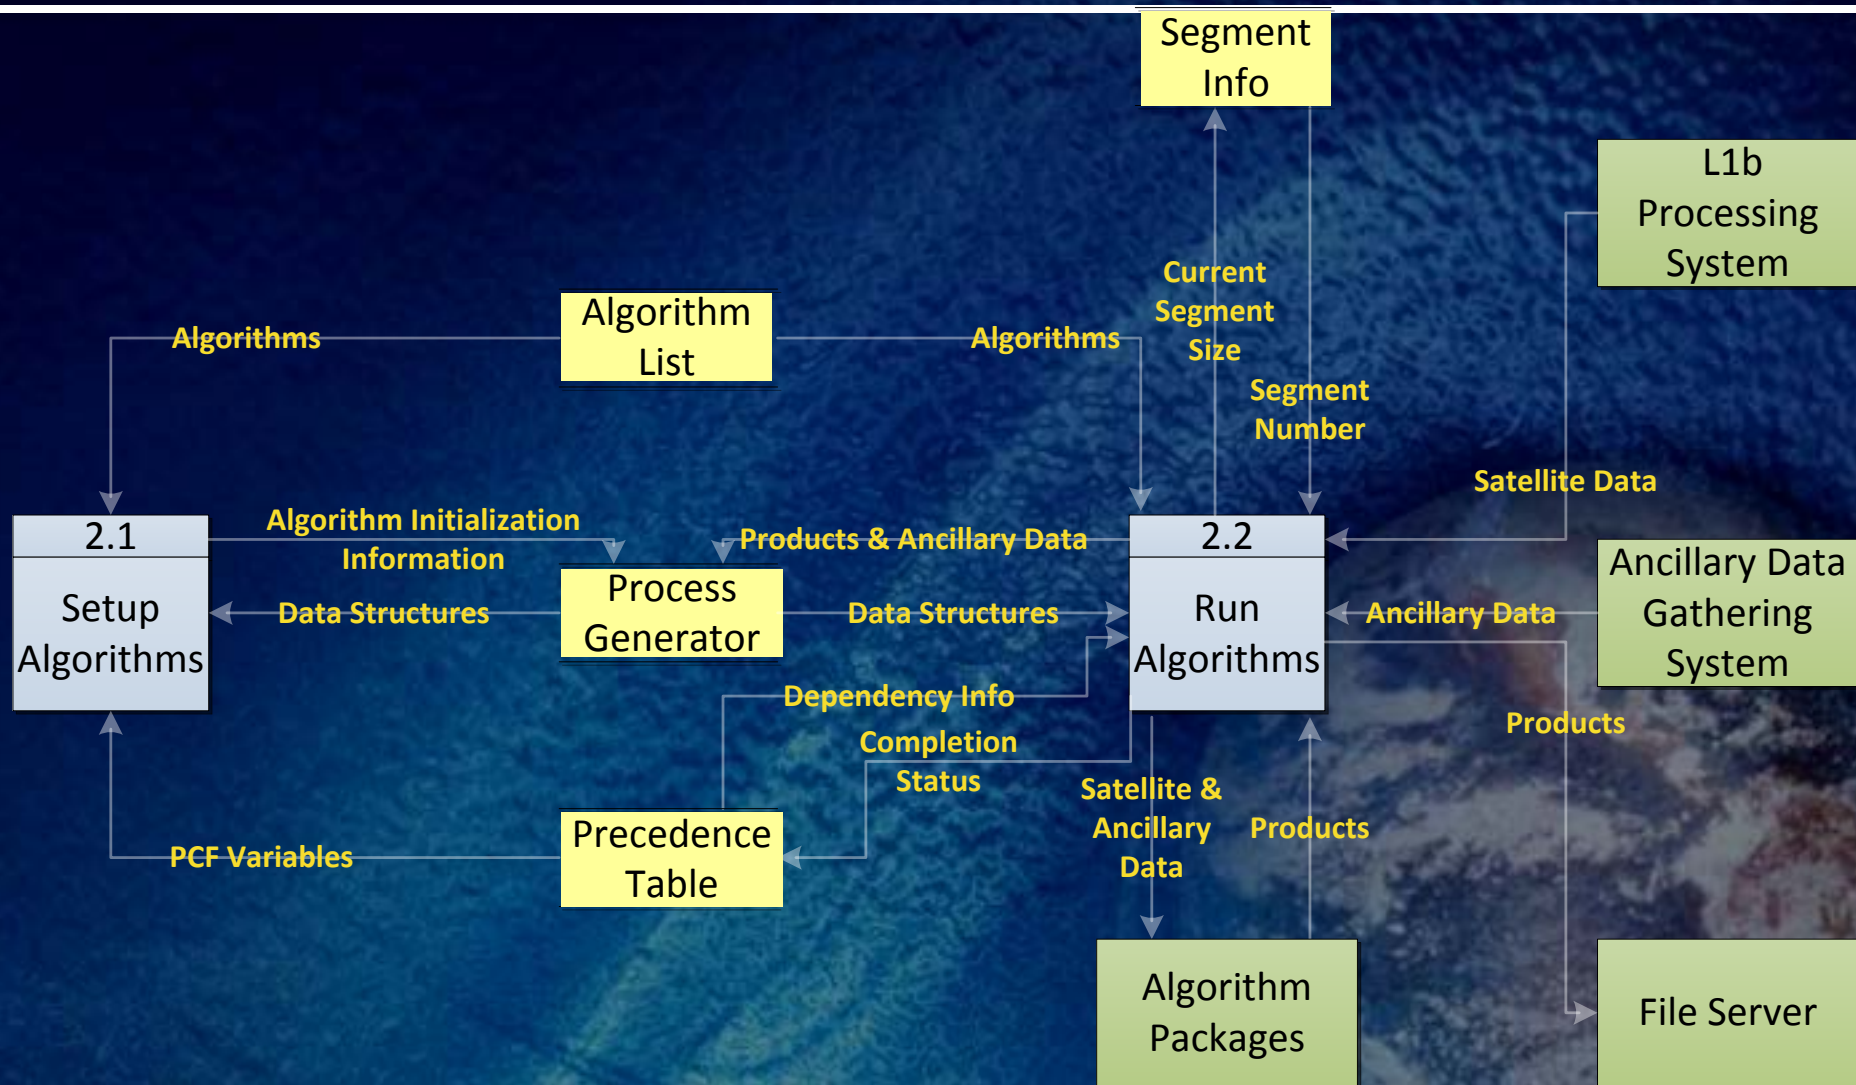 Segment
Info
L1b
Processing
System
Current
Segment
Size
Algorithm
List
Algorithms
Algorithms
Segment
Number
Satellite Data
2.1
Setup
Algorithms
Algorithm Initialization
Information
Products & Ancillary Data
2.2
Run
Algorithms
Ancillary Data
Gathering
System
Data Structures
Process
Generator
Data Structures
Ancillary Data
Dependency Info
Completion
Status
Products
Satellite &
Ancillary
Data
Products
PCF Variables
Precedence
Table
Algorithm
Packages
File Server